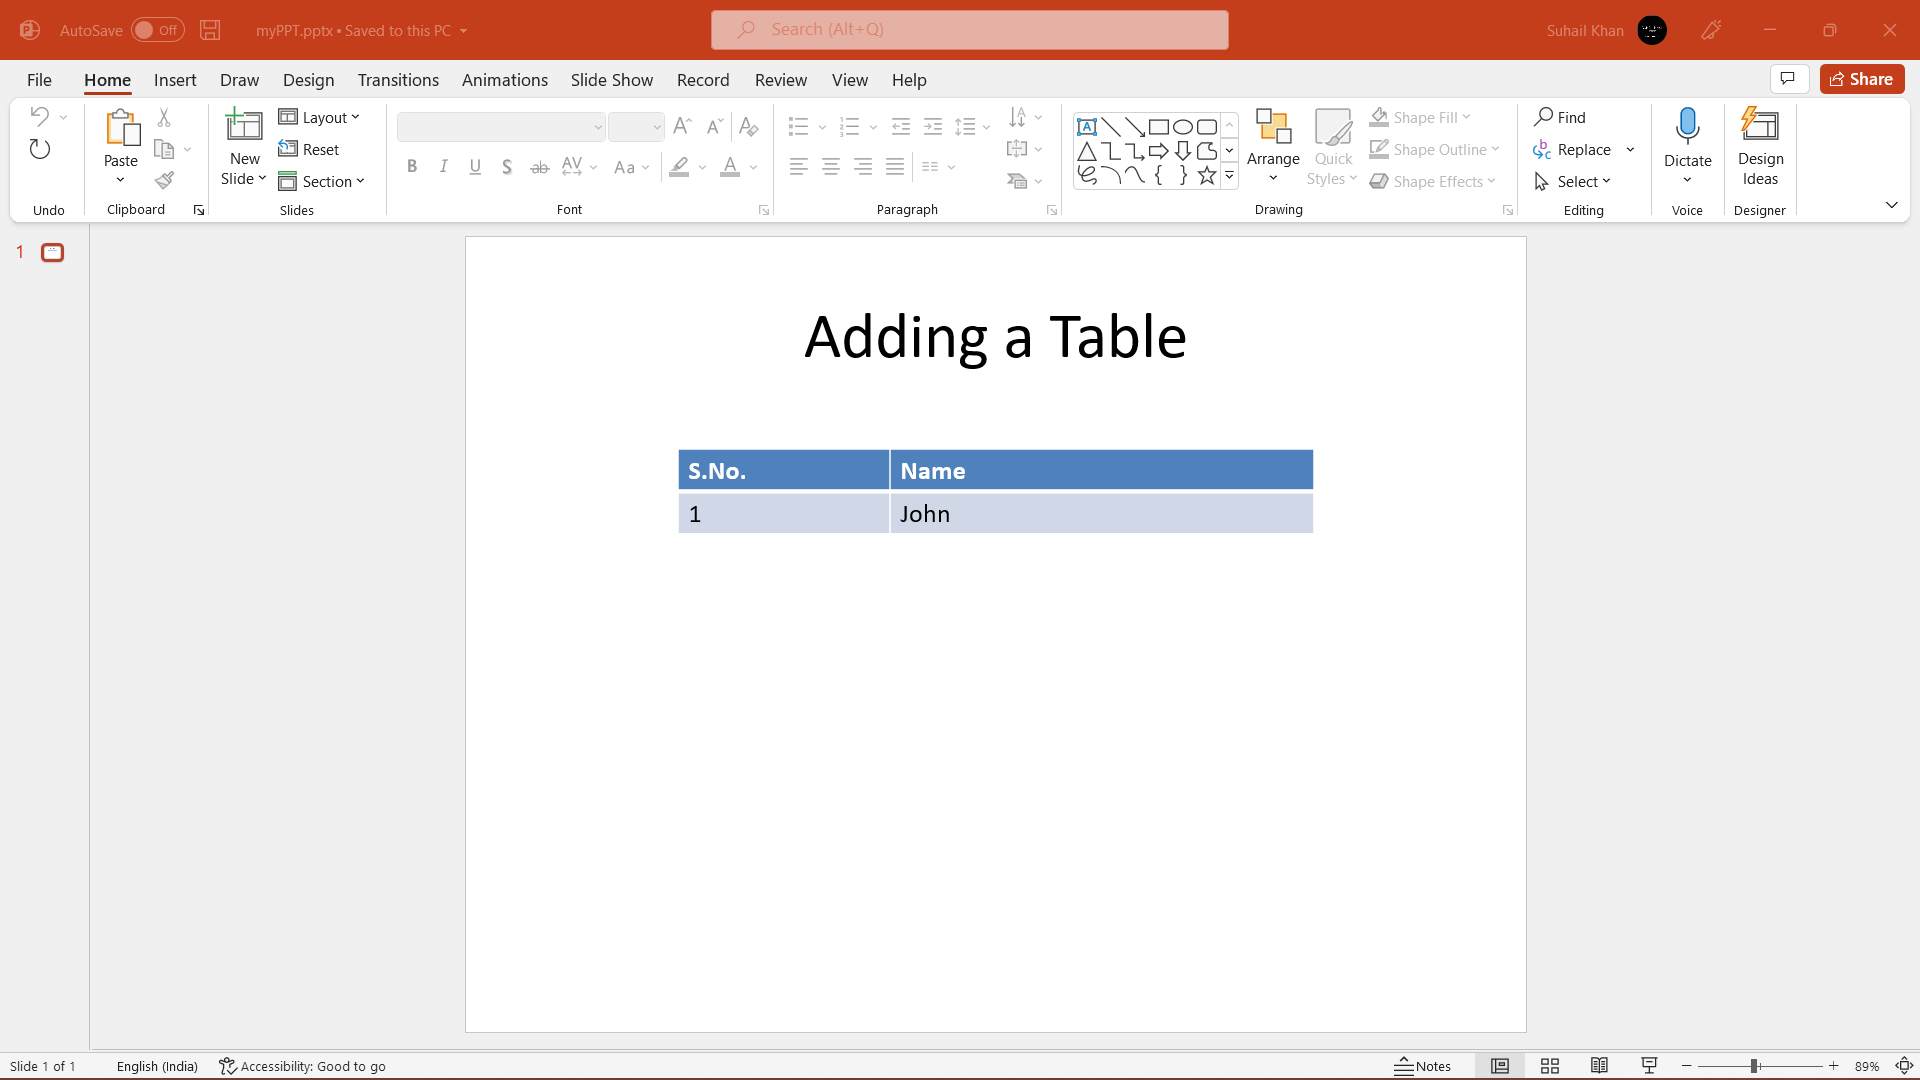 AutoSave Off myPPT.pptx • Saved to this PC Search (Alt+Q) Suhail Khan
File Home Insert Draw Design Transitions Animations Slide Show Record Review View Help Share
Paste
New Slide
Layout
Reset
Section
B I U S ab AV Aa A
Arrange
Quick Styles
Shape Fill
Shape Outline
Shape Effects
Find
Replace
Select
Dictate
Design Ideas
Undo Clipboard Slides Font Paragraph Drawing Editing Voice Designer
1
Adding a Table
S.No. Name
1 John
Slide 1 of 1 English (India) Accessibility: Good to go Notes 89%